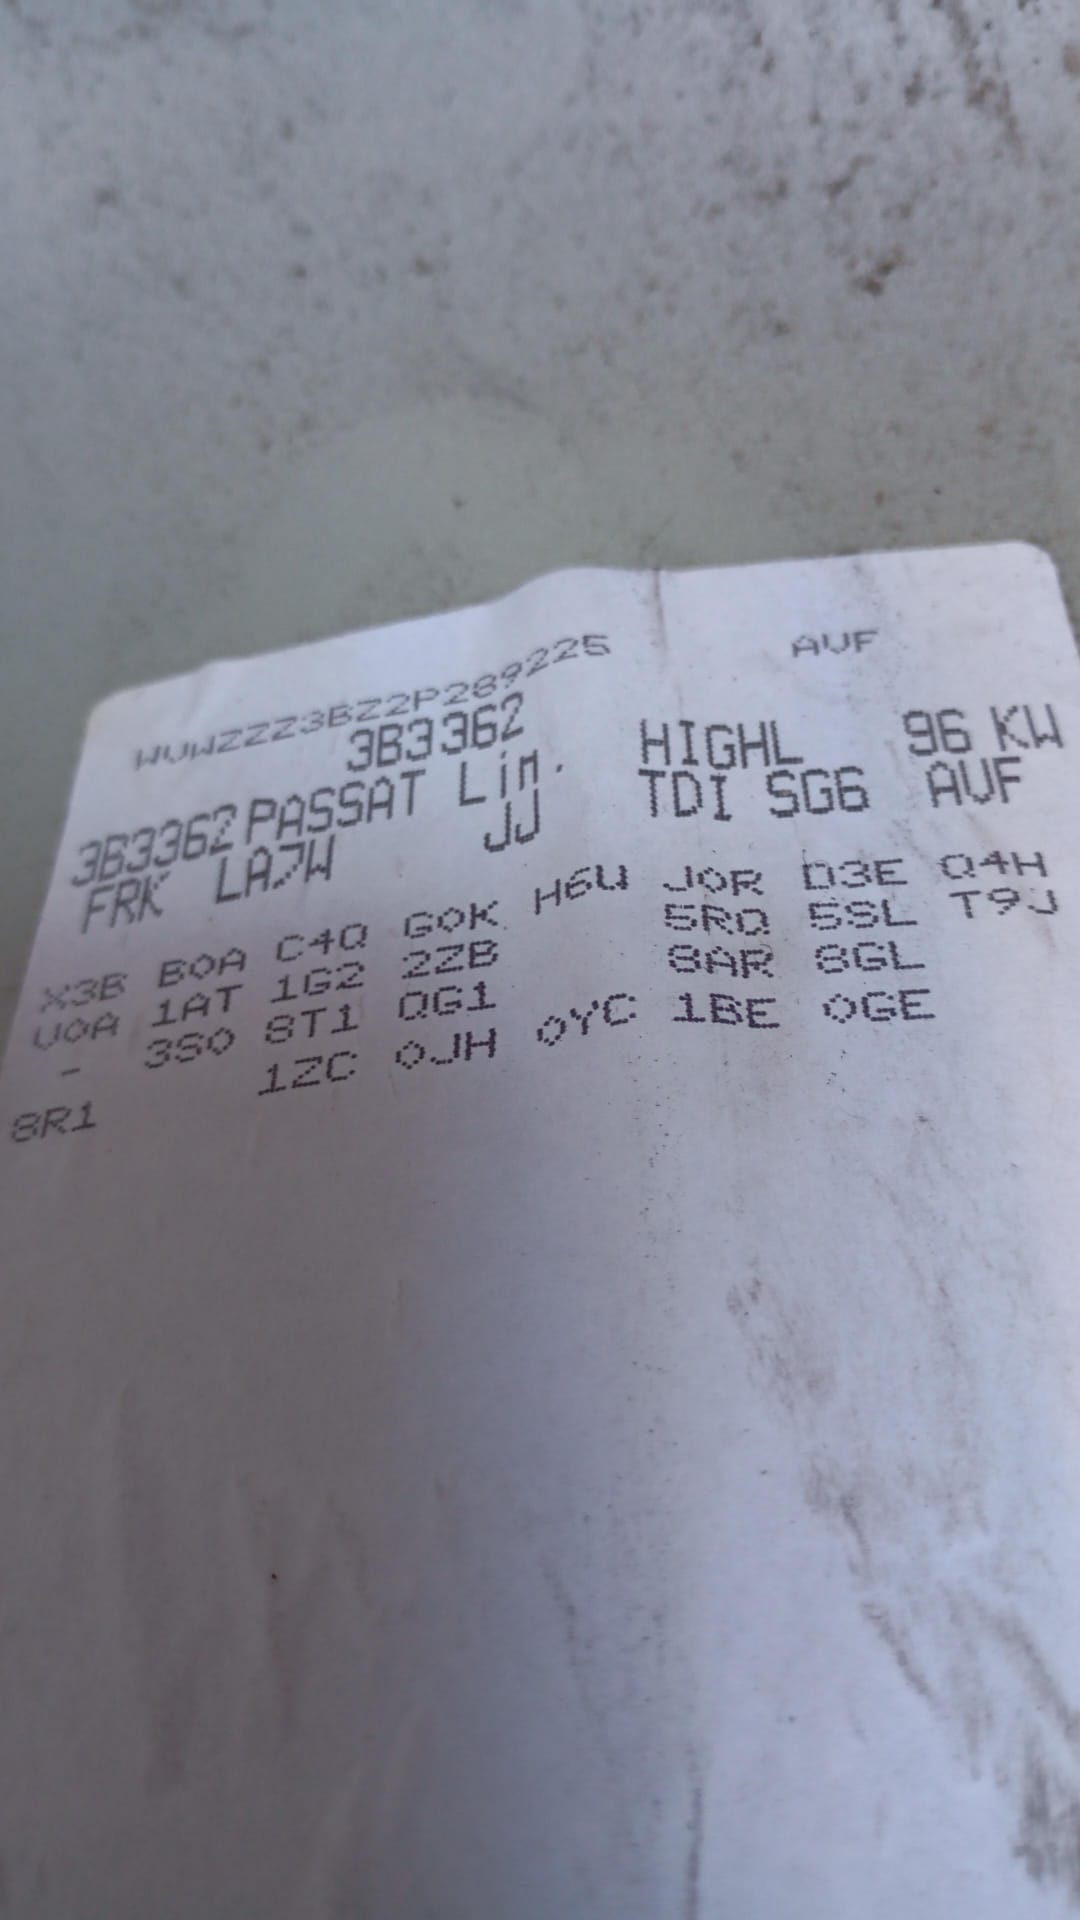 WVWZZZ3BZ2P289225 AVF
3B3362
3B3362 PASSAT Lim. HIGHL 96 KW
FRK LA7W JJ TDI SG6 AVF
X3B B0A C4Q G0K H6W J0R D3E Q4H
U0A 1AT 1G2 2ZB 5RQ 5SL T9J
- 3S0 8T1 QG1 8AR 8GL
8R1 1ZC 0JH 0YC 1BE 0GE